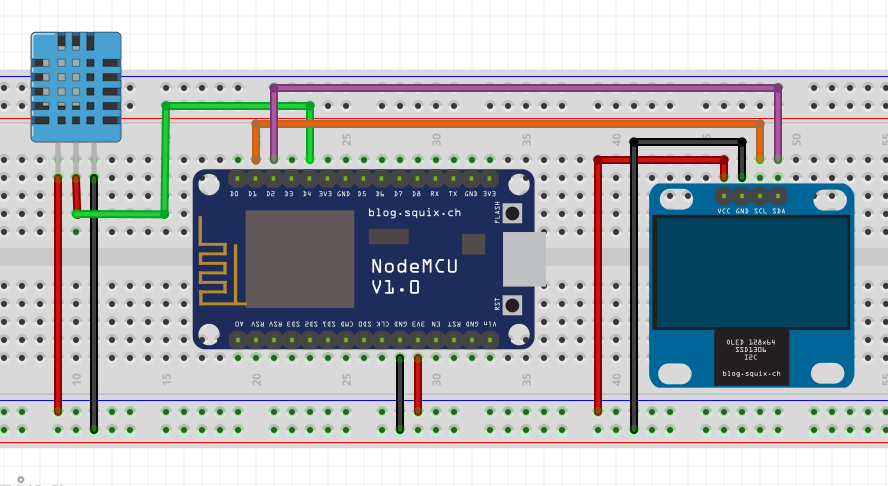 25
30
35
40
50
D0 D1 D2 D3 D4 3V3 GND D5 D6 D7 D8 RX TX GND 3V3
blog.squix.ch
FLASH
VCC GND SCL SDA
NodeMCU
V1.0
RST
A0 RSV RSV SD3 SD2 SD1 CMD SD0 CLK GND 3V3 EN RST GND Vin
OLED 128x64
SSD1306
I2C
blog.squix.ch
10
15
20
25
30
35
40
55